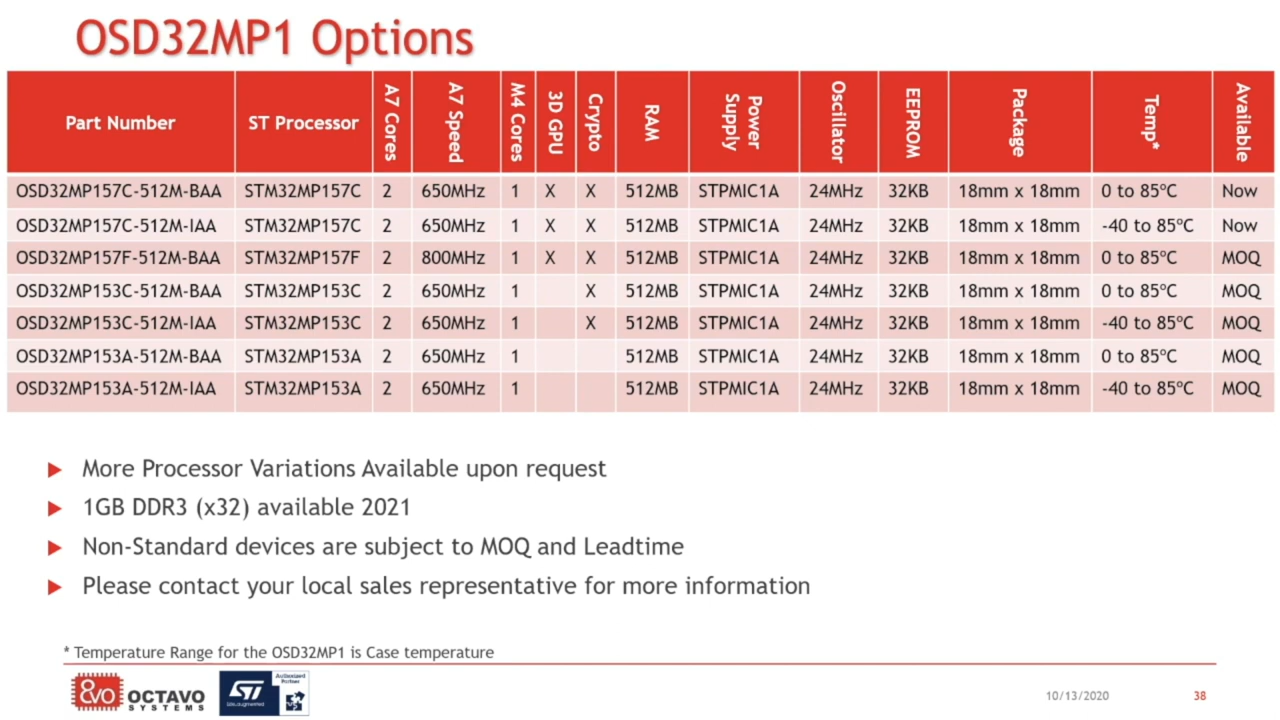 OSD32MP1 Options
Part Number ST Processor A7 Cores A7 Speed M4 Cores 3D GPU Crypto RAM Power Supply Oscillator EEPROM Package Temp* Available
OSD32MP157C-512M-BAA STM32MP157C 2 650MHz 1 X X 512MB STPMIC1A 24MHz 32KB 18mm x 18mm 0 to 85ºC Now
OSD32MP157C-512M-IAA STM32MP157C 2 650MHz 1 X X 512MB STPMIC1A 24MHz 32KB 18mm x 18mm -40 to 85ºC Now
OSD32MP157F-512M-BAA STM32MP157F 2 800MHz 1 X X 512MB STPMIC1A 24MHz 32KB 18mm x 18mm 0 to 85ºC MOQ
OSD32MP153C-512M-BAA STM32MP153C 2 650MHz 1 X 512MB STPMIC1A 24MHz 32KB 18mm x 18mm 0 to 85ºC MOQ
OSD32MP153C-512M-IAA STM32MP153C 2 650MHz 1 X 512MB STPMIC1A 24MHz 32KB 18mm x 18mm -40 to 85ºC MOQ
OSD32MP153A-512M-BAA STM32MP153A 2 650MHz 1 512MB STPMIC1A 24MHz 32KB 18mm x 18mm 0 to 85ºC MOQ
OSD32MP153A-512M-IAA STM32MP153A 2 650MHz 1 512MB STPMIC1A 24MHz 32KB 18mm x 18mm -40 to 85ºC MOQ
More Processor Variations Available upon request
1GB DDR3 (x32) available 2021
Non-Standard devices are subject to MOQ and Leadtime
Please contact your local sales representative for more information
* Temperature Range for the OSD32MP1 is Case temperature
8vo OCTAVO
SYSTEMS
ST life.augmented
Authorized
Partner
10/13/2020
38